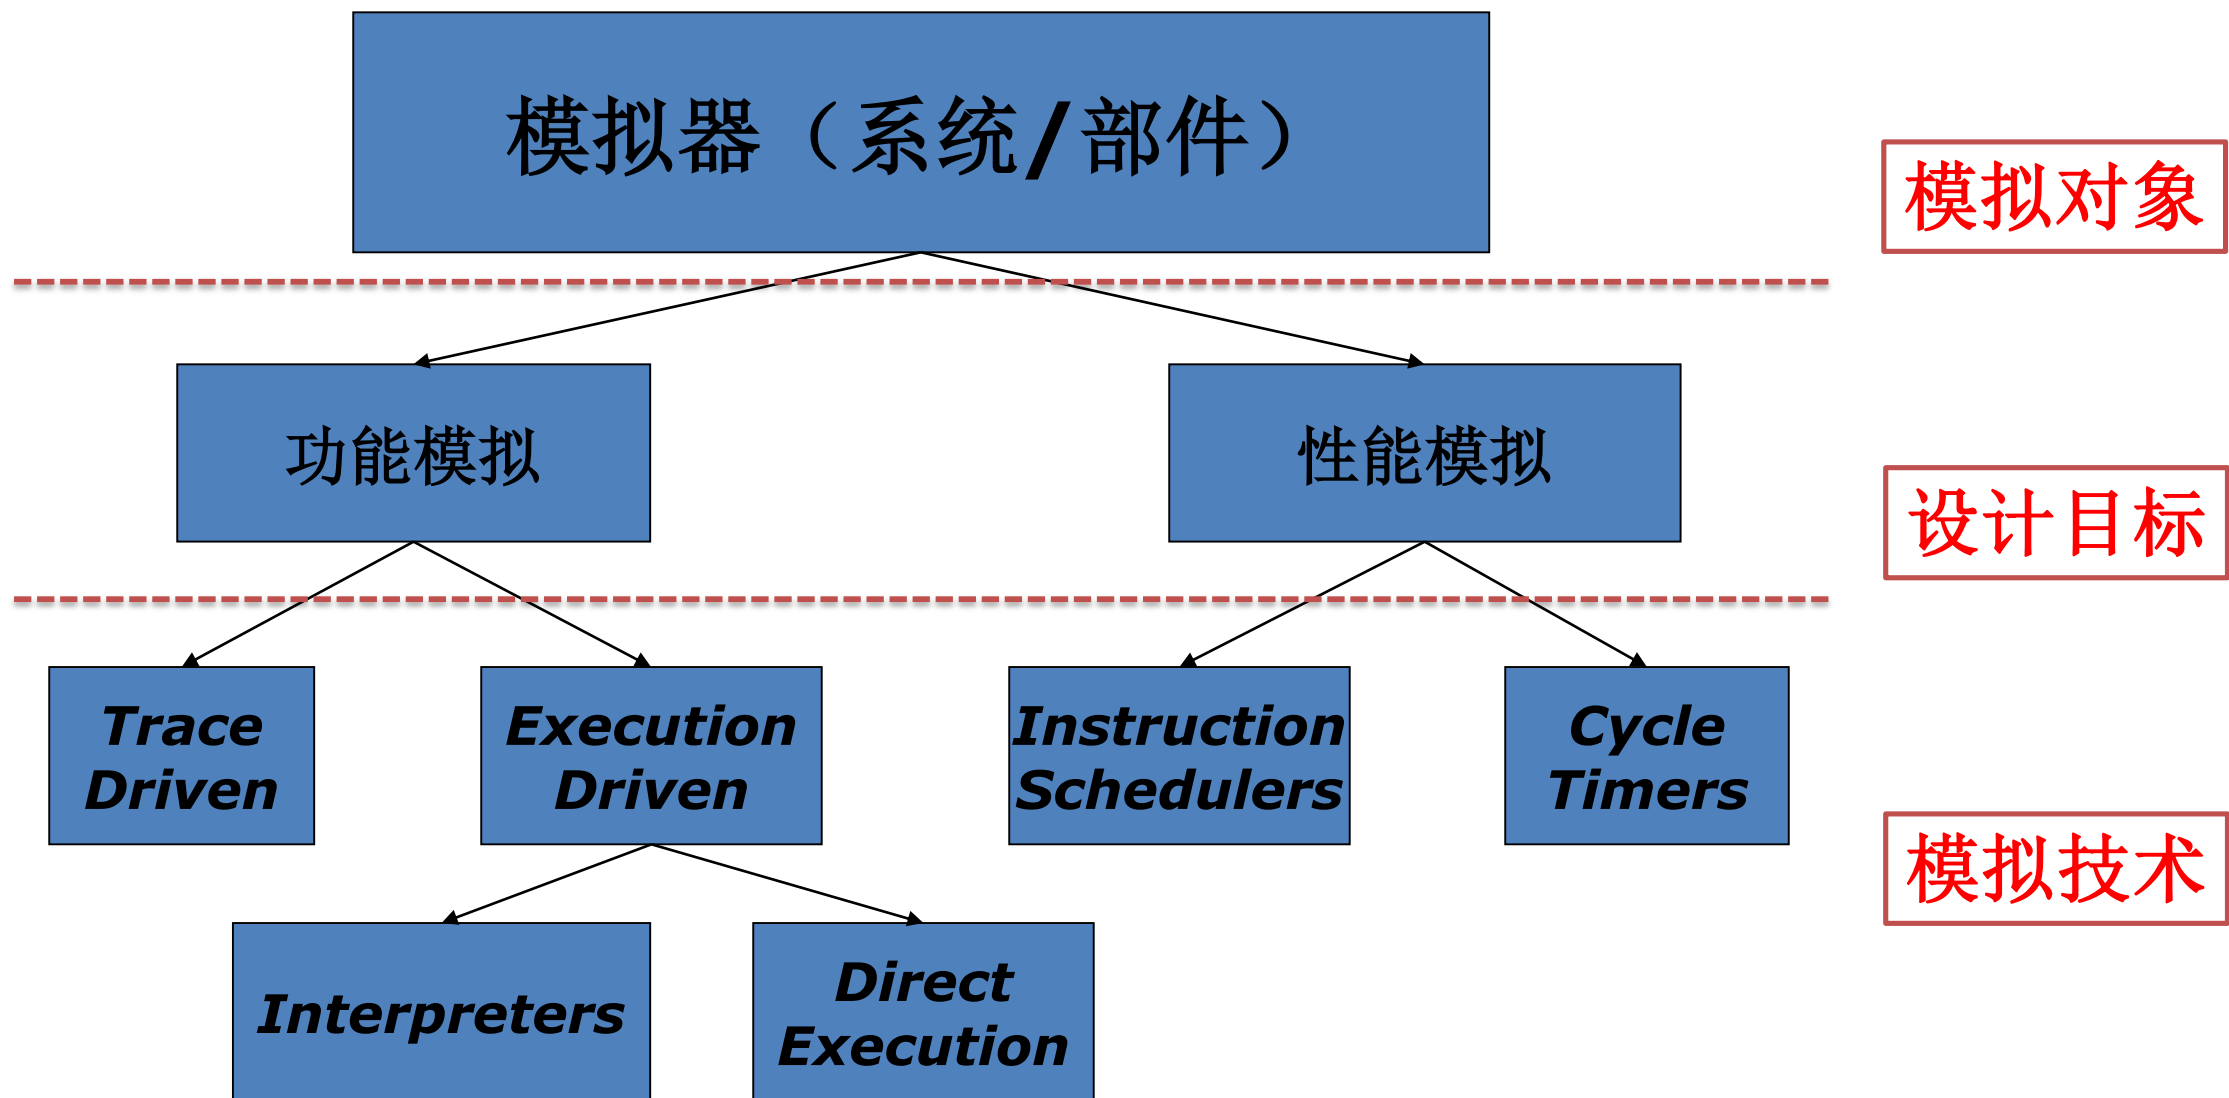 模拟器（系统/部件）
模拟对象
功能模拟
性能模拟
设计目标
Trace
Driven
Execution
Driven
Instruction
Schedulers
Cycle
Timers
模拟技术
Interpreters
Direct
Execution